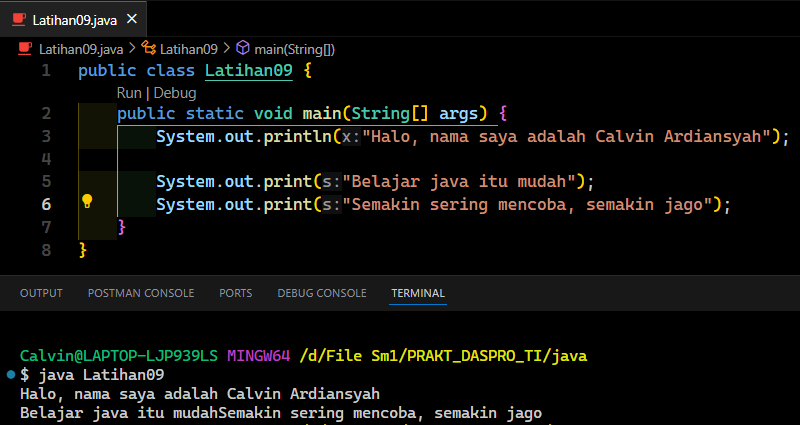 Latihan09.java ×
Latihan09.java > Latihan09 > main(String[])
1 public class Latihan09 {
Run | Debug
2 public static void main(String[] args) {
3 System.out.println(x:"Halo, nama saya adalah Calvin Ardiansyah");
4
5 System.out.print(s:"Belajar java itu mudah");
6 System.out.print(s:"Semakin sering mencoba, semakin jago");
7 }
8 }
OUTPUT POSTMAN CONSOLE PORTS DEBUG CONSOLE TERMINAL
Calvin@LAPTOP-LJP939LS MINGW64 /d/File Sm1/PRAKT_DASPRO_TI/java
$ java Latihan09
Halo, nama saya adalah Calvin Ardiansyah
Belajar java itu mudahSemakin sering mencoba, semakin jago